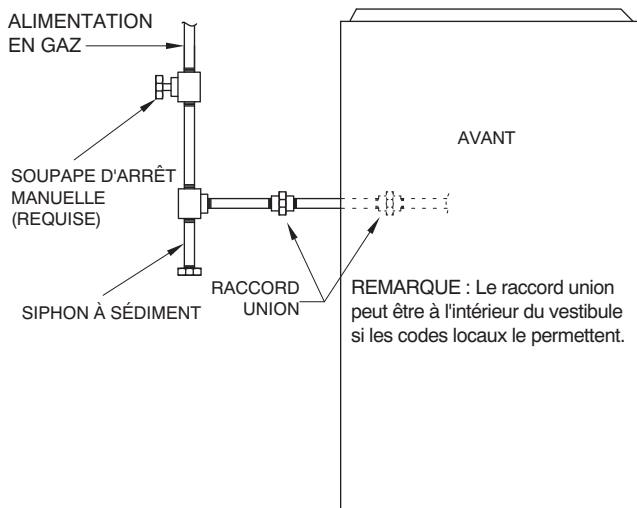 ALIMENTATION
EN GAZ
AVANT
SOUPAPE D'ARRÊT
MANUELLE
(REQUISE)
SIPHON À SÉDIMENT
RACCORD
UNION
REMARQUE : Le raccord union
peut être à l'intérieur du vestibule
si les codes locaux le permettent.